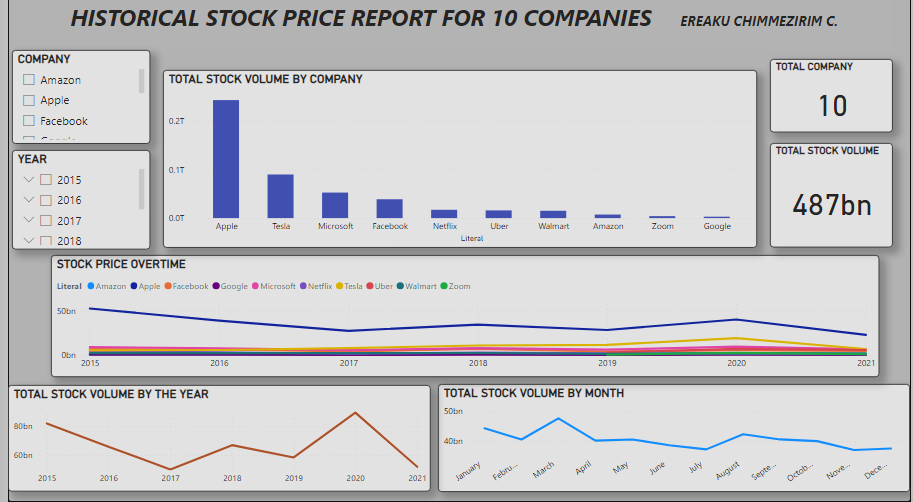 HISTORICAL STOCK PRICE REPORT FOR 10 COMPANIES EREAKU CHIMMEZIRIM C.
COMPANY
Amazon
Apple
Facebook
YEAR
2015
2016
2017
2018
TOTAL STOCK VOLUME BY COMPANY
0.2T
0.1T
0.0T
Apple Tesla Microsoft Facebook Netflix Uber Walmart Amazon Zoom Google
Literal
TOTAL COMPANY
10
TOTAL STOCK VOLUME
487bn
STOCK PRICE OVERTIME
Literal Amazon Apple Facebook Google Microsoft Netflix Tesla Uber Walmart Zoom
50bn
0bn
2015 2016 2017 2018 2019 2020 2021
TOTAL STOCK VOLUME BY THE YEAR
80bn
60bn
2015 2016 2017 2018 2019 2020 2021
TOTAL STOCK VOLUME BY MONTH
50bn
40bn
January Febru... March April May June July August Septe... Octob... Nove... Dece...